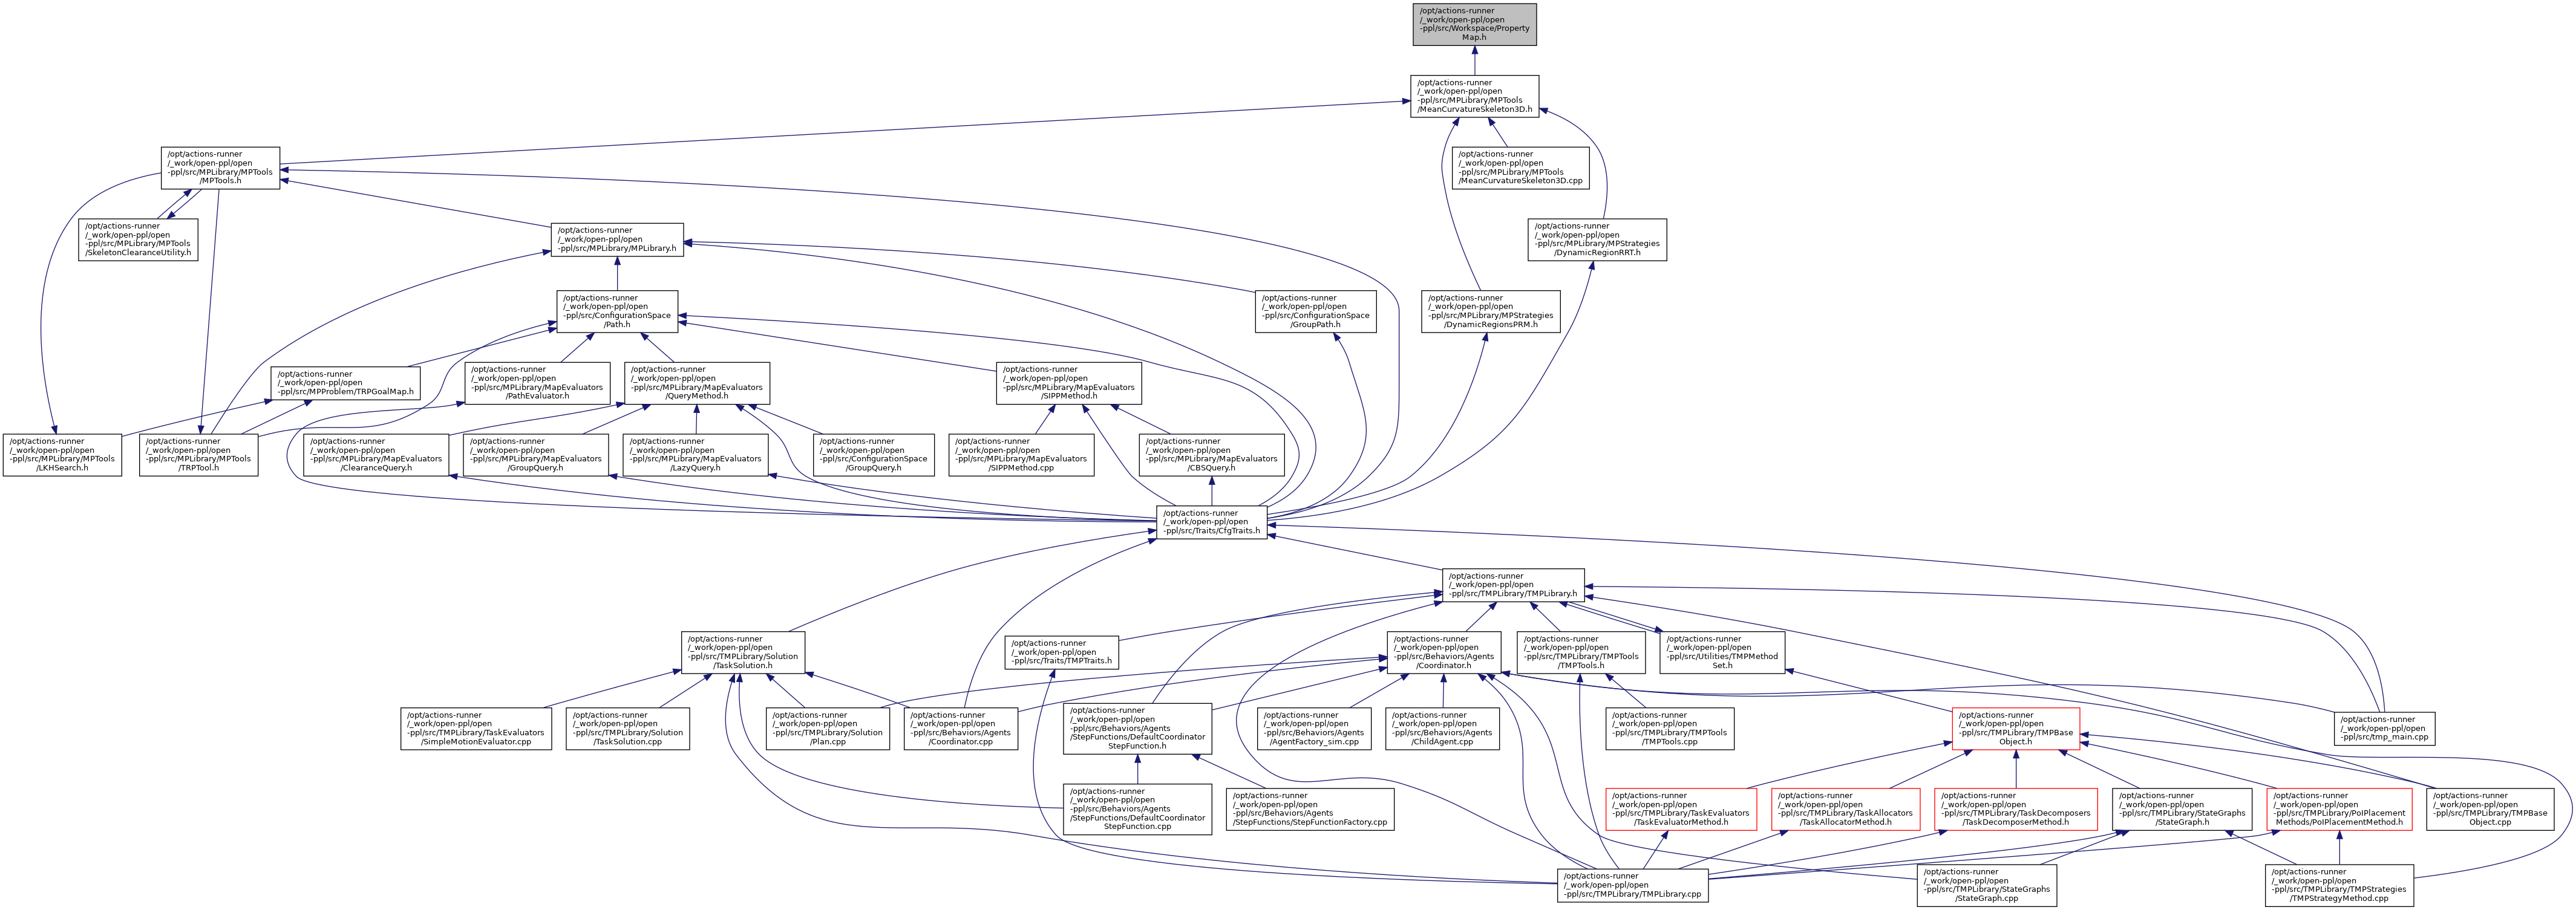 /opt/actions-runner
/_work/open-ppl/open
-ppl/src/Workspace/Property
Map.h
/opt/actions-runner
/_work/open-ppl/open
-ppl/src/MPLibrary/MPTools
/MeanCurvatureSkeleton3D.h
/opt/actions-runner
/_work/open-ppl/open
-ppl/src/MPLibrary/MPTools
/MPTools.h
/opt/actions-runner
/_work/open-ppl/open
-ppl/src/MPLibrary/MPTools
/MeanCurvatureSkeleton3D.cpp
/opt/actions-runner
/_work/open-ppl/open
-ppl/src/MPLibrary/MPTools
/SkeletonClearanceUtility.h
/opt/actions-runner
/_work/open-ppl/open
-ppl/src/MPLibrary/MPLibrary.h
/opt/actions-runner
/_work/open-ppl/open
-ppl/src/MPLibrary/MPStrategies
/DynamicRegionRRT.h
/opt/actions-runner
/_work/open-ppl/open
-ppl/src/ConfigurationSpace
/Path.h
/opt/actions-runner
/_work/open-ppl/open
-ppl/src/ConfigurationSpace
/GroupPath.h
/opt/actions-runner
/_work/open-ppl/open
-ppl/src/MPLibrary/MPStrategies
/DynamicRegionsPRM.h
/opt/actions-runner
/_work/open-ppl/open
-ppl/src/MPProblem/TRPGoalMap.h
/opt/actions-runner
/_work/open-ppl/open
-ppl/src/MPLibrary/MapEvaluators
/PathEvaluator.h
/opt/actions-runner
/_work/open-ppl/open
-ppl/src/MPLibrary/MapEvaluators
/QueryMethod.h
/opt/actions-runner
/_work/open-ppl/open
-ppl/src/MPLibrary/MapEvaluators
/SIPPMethod.h
/opt/actions-runner
/_work/open-ppl/open
-ppl/src/MPLibrary/MPTools
/LKHSearch.h
/opt/actions-runner
/_work/open-ppl/open
-ppl/src/MPLibrary/MPTools
/TRPTool.h
/opt/actions-runner
/_work/open-ppl/open
-ppl/src/MPLibrary/MapEvaluators
/ClearanceQuery.h
/opt/actions-runner
/_work/open-ppl/open
-ppl/src/MPLibrary/MapEvaluators
/GroupQuery.h
/opt/actions-runner
/_work/open-ppl/open
-ppl/src/MPLibrary/MapEvaluators
/LazyQuery.h
/opt/actions-runner
/_work/open-ppl/open
-ppl/src/ConfigurationSpace
/GroupQuery.h
/opt/actions-runner
/_work/open-ppl/open
-ppl/src/MPLibrary/MapEvaluators
/SIPPMethod.cpp
/opt/actions-runner
/_work/open-ppl/open
-ppl/src/MPLibrary/MapEvaluators
/CBSQuery.h
/opt/actions-runner
/_work/open-ppl/open
-ppl/src/Traits/CfgTraits.h
/opt/actions-runner
/_work/open-ppl/open
-ppl/src/TMPLibrary/TMPLibrary.h
/opt/actions-runner
/_work/open-ppl/open
-ppl/src/TMPLibrary/Solution
/TaskSolution.h
/opt/actions-runner
/_work/open-ppl/open
-ppl/src/Traits/TMPTraits.h
/opt/actions-runner
/_work/open-ppl/open
-ppl/src/Behaviors/Agents
/Coordinator.h
/opt/actions-runner
/_work/open-ppl/open
-ppl/src/TMPLibrary/TMPTools
/TMPTools.h
/opt/actions-runner
/_work/open-ppl/open
-ppl/src/Utilities/TMPMethod
Set.h
/opt/actions-runner
/_work/open-ppl/open
-ppl/src/TMPLibrary/TaskEvaluators
/SimpleMotionEvaluator.cpp
/opt/actions-runner
/_work/open-ppl/open
-ppl/src/TMPLibrary/Solution
/TaskSolution.cpp
/opt/actions-runner
/_work/open-ppl/open
-ppl/src/TMPLibrary/Solution
/Plan.cpp
/opt/actions-runner
/_work/open-ppl/open
-ppl/src/Behaviors/Agents
/Coordinator.cpp
/opt/actions-runner
/_work/open-ppl/open
-ppl/src/Behaviors/Agents
/StepFunctions/DefaultCoordinator
StepFunction.h
/opt/actions-runner
/_work/open-ppl/open
-ppl/src/Behaviors/Agents
/AgentFactory_sim.cpp
/opt/actions-runner
/_work/open-ppl/open
-ppl/src/Behaviors/Agents
/ChildAgent.cpp
/opt/actions-runner
/_work/open-ppl/open
-ppl/src/TMPLibrary/TMPTools
/TMPTools.cpp
/opt/actions-runner
/_work/open-ppl/open
-ppl/src/TMPLibrary/TMPBase
Object.h
/opt/actions-runner
/_work/open-ppl/open
-ppl/src/tmp_main.cpp
/opt/actions-runner
/_work/open-ppl/open
-ppl/src/Behaviors/Agents
/StepFunctions/DefaultCoordinator
StepFunction.cpp
/opt/actions-runner
/_work/open-ppl/open
-ppl/src/Behaviors/Agents
/StepFunctions/StepFunctionFactory.cpp
/opt/actions-runner
/_work/open-ppl/open
-ppl/src/TMPLibrary/TaskEvaluators
/TaskEvaluatorMethod.h
/opt/actions-runner
/_work/open-ppl/open
-ppl/src/TMPLibrary/TaskAllocators
/TaskAllocatorMethod.h
/opt/actions-runner
/_work/open-ppl/open
-ppl/src/TMPLibrary/TaskDecomposers
/TaskDecomposerMethod.h
/opt/actions-runner
/_work/open-ppl/open
-ppl/src/TMPLibrary/StateGraphs
/StateGraph.h
/opt/actions-runner
/_work/open-ppl/open
-ppl/src/TMPLibrary/PoIPlacement
Methods/PoIPlacementMethod.h
/opt/actions-runner
/_work/open-ppl/open
-ppl/src/TMPLibrary/TMPBase
Object.cpp
/opt/actions-runner
/_work/open-ppl/open
-ppl/src/TMPLibrary/TMPLibrary.cpp
/opt/actions-runner
/_work/open-ppl/open
-ppl/src/TMPLibrary/StateGraphs
/StateGraph.cpp
/opt/actions-runner
/_work/open-ppl/open
-ppl/src/TMPLibrary/TMPStrategies
/TMPStrategyMethod.cpp